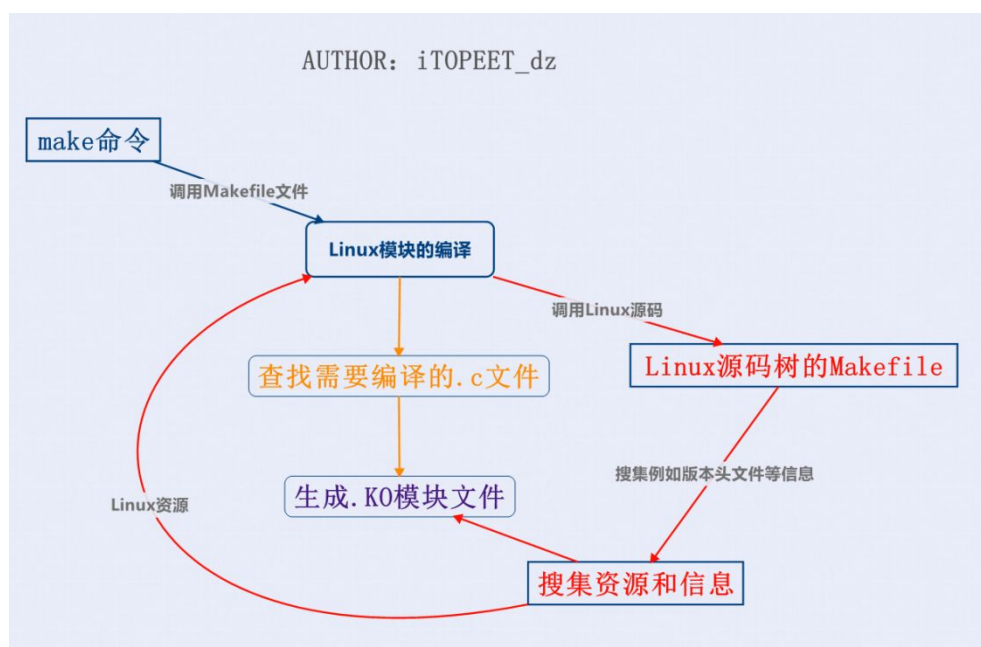 AUTHOR: iTOPEET_dz
make命令
调用Makefile文件
Linux模块的编译
调用Linux源码
查找需要编译的.c文件
Linux源码树的Makefile
搜集例如版本头文件等信息
生成.KO模块文件
Linux资源
搜集资源和信息